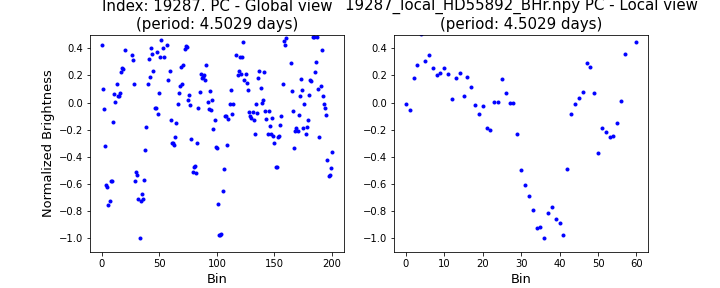 Index: 19287. PC - Global view
(period: 4.5029 days)
19287_local_HD55892_BHr.npy PC - Local view
(period: 4.5029 days)
Normalized Brightness
0.4
0.2
0.0
−0.2
−0.4
−0.6
−0.8
−1.0
0 50 100 150 200
Bin
0.4
0.2
0.0
−0.2
−0.4
−0.6
−0.8
−1.0
0 10 20 30 40 50 60
Bin